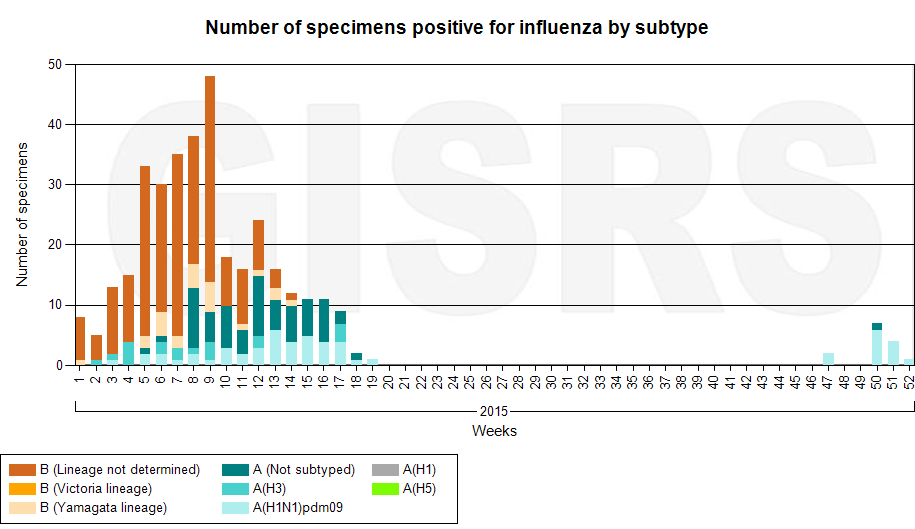 Number of specimens positive for influenza by subtype
GISRS
Number of specimens
50
40
30
20
10
0
1 2 3 4 5 6 7 8 9 10 11 12 13 14 15 16 17 18 19 20 21 22 23 24 25 26 27 28 29 30 31 32 33 34 35 36 37 38 39 40 41 42 43 44 45 46 47 48 49 50 51 52
2015
Weeks
B (Lineage not determined) A (Not subtyped) A(H1)
B (Victoria lineage) A(H3) A(H5)
B (Yamagata lineage) A(H1N1)pdm09